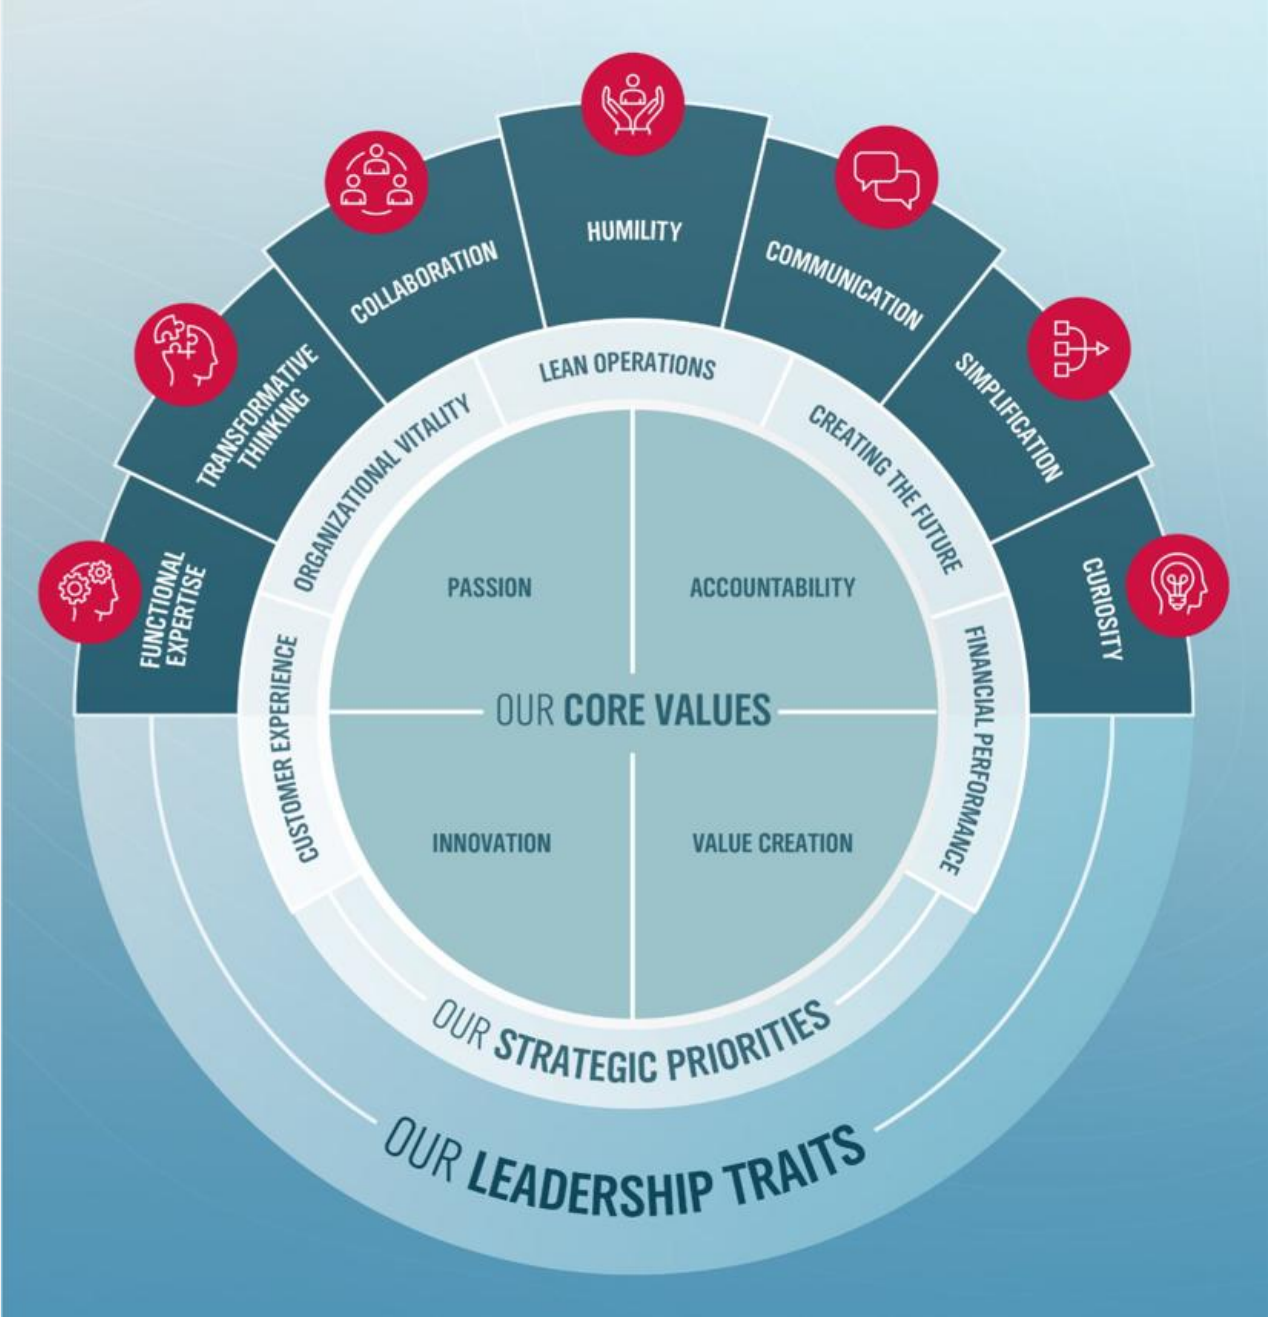 HUMILITY
COLLABORATION
COMMUNICATION
TRANSFORMATIVE
THINKING
SIMPLIFICATION
FUNCTIONAL
EXPERTISE
CURIOSITY
LEAN OPERATIONS
ORGANIZATIONAL VITALITY
CREATING THE FUTURE
CUSTOMER EXPERIENCE
FINANCIAL PERFORMANCE
PASSION
ACCOUNTABILITY
OUR CORE VALUES
INNOVATION
VALUE CREATION
OUR STRATEGIC PRIORITIES
OUR LEADERSHIP TRAITS